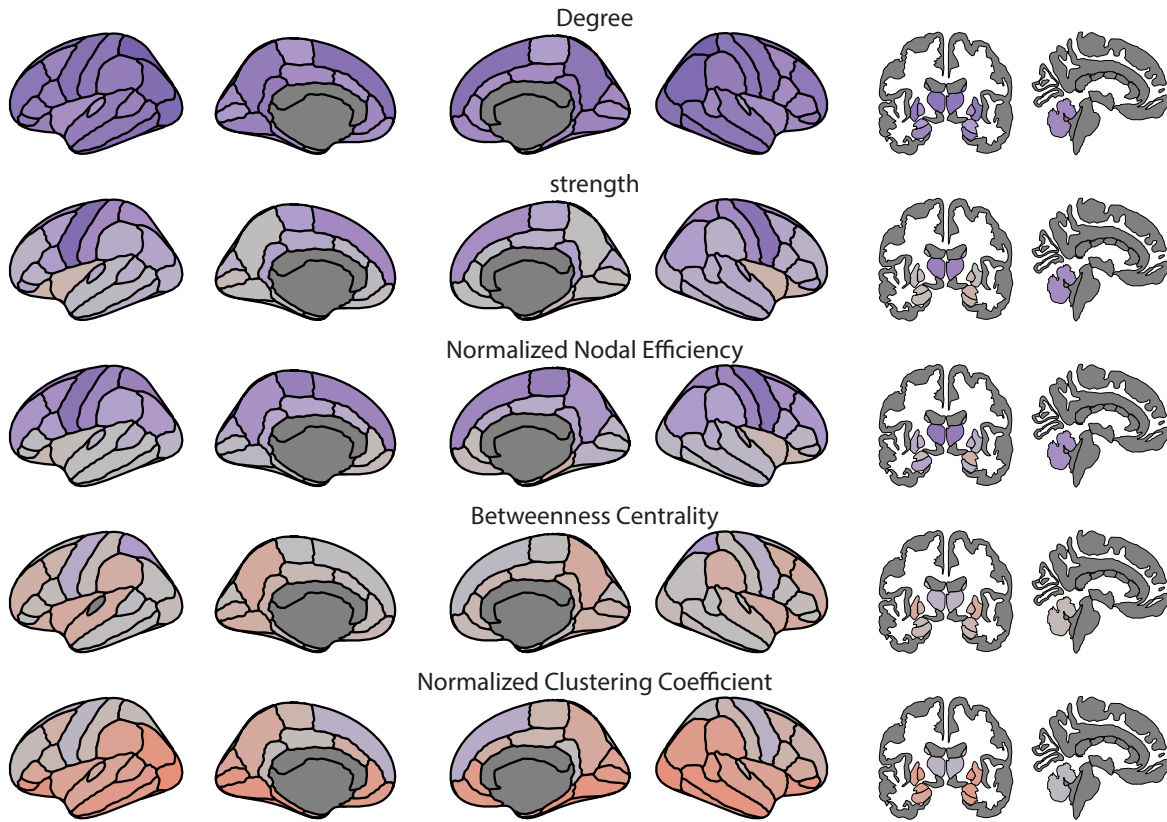 Degree
strength
Normalized Nodal Efficiency
Betweenness Centrality
Normalized Clustering Coefficient